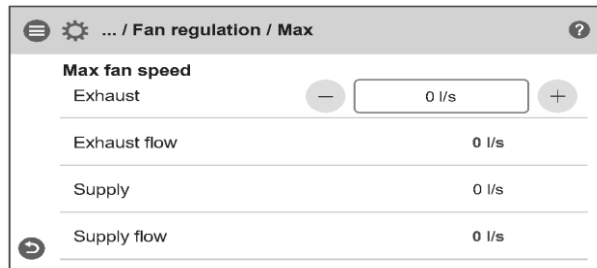 ... / Fan regulation / Max ?
Max fan speed
Exhaust − 0 l/s +
Exhaust flow 0 l/s
Supply 0 l/s
Supply flow 0 l/s